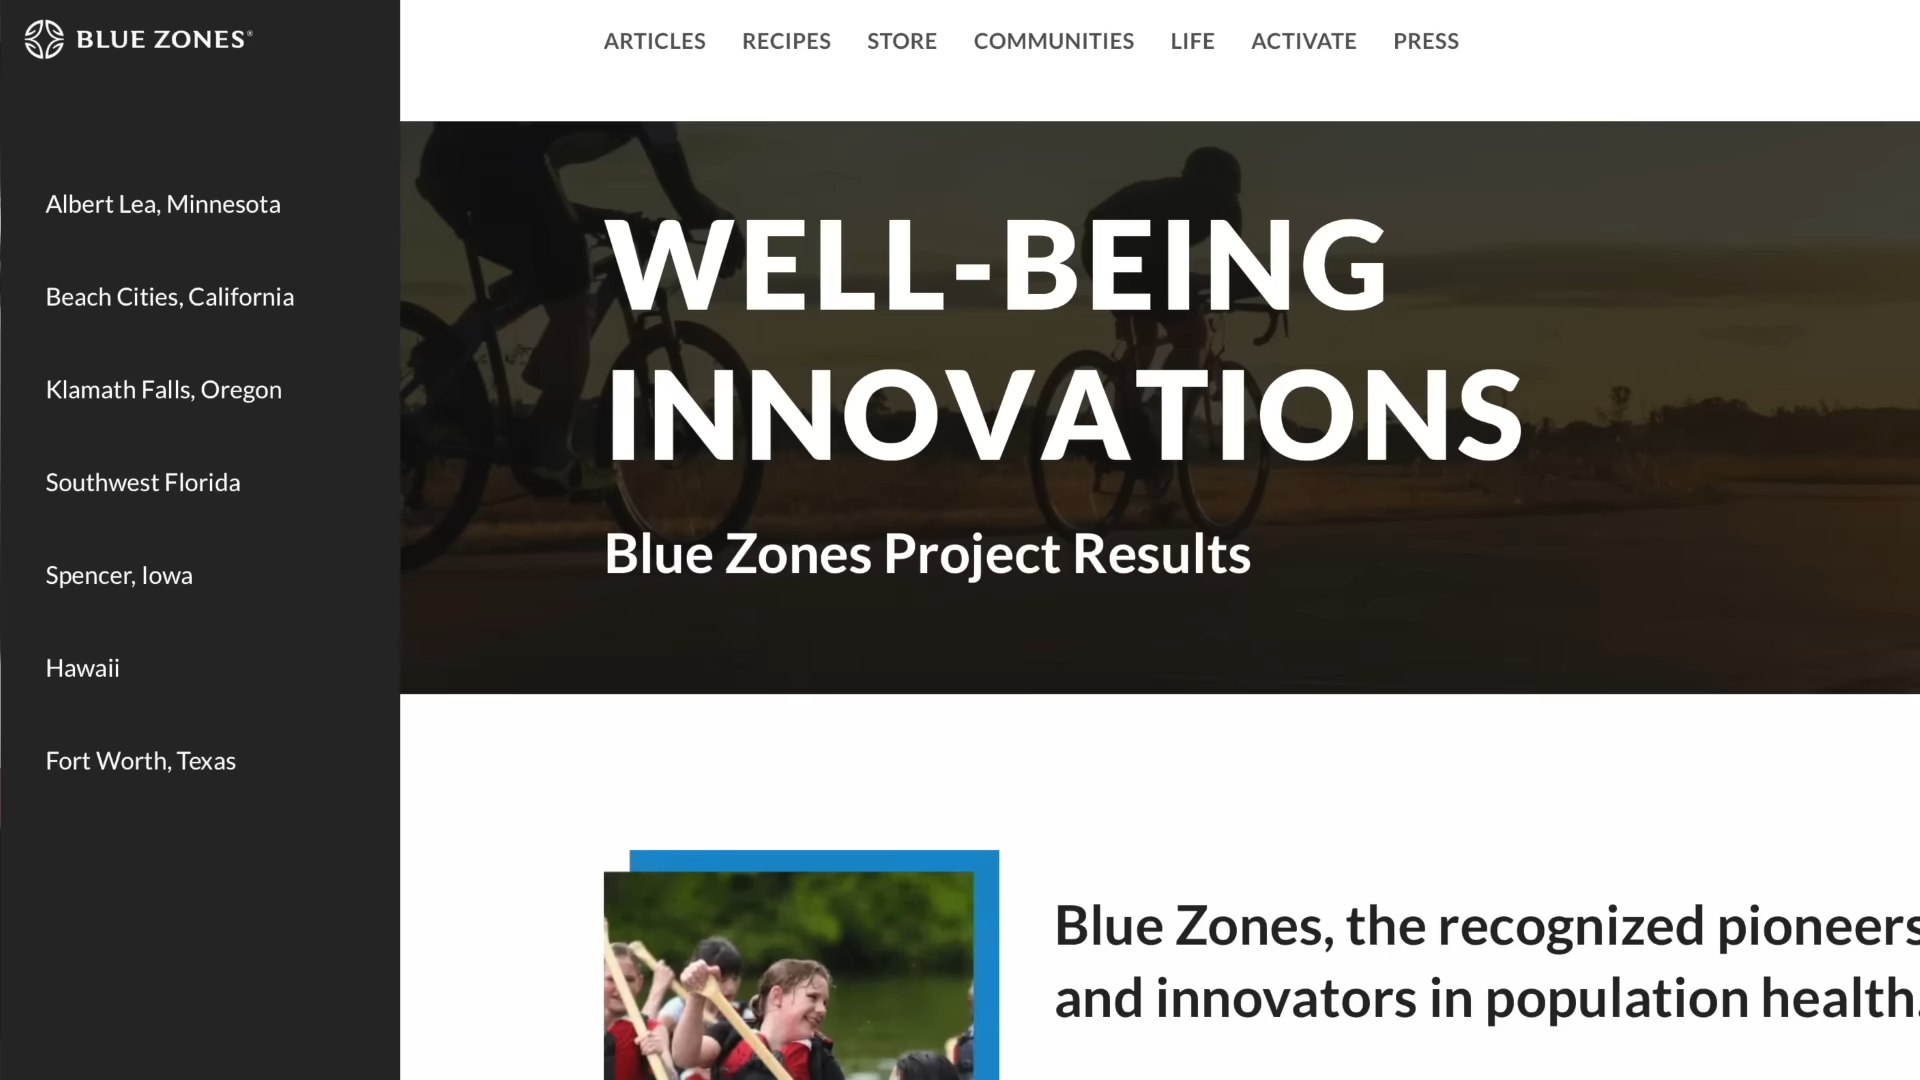 BLUE ZONES®
ARTICLES RECIPES STORE COMMUNITIES LIFE ACTIVATE PRESS
Albert Lea, Minnesota
Beach Cities, California
Klamath Falls, Oregon
Southwest Florida
Spencer, Iowa
Hawaii
Fort Worth, Texas
WELL-BEING
INNOVATIONS
Blue Zones Project Results
Blue Zones, the recognized pioneers
and innovators in population health.